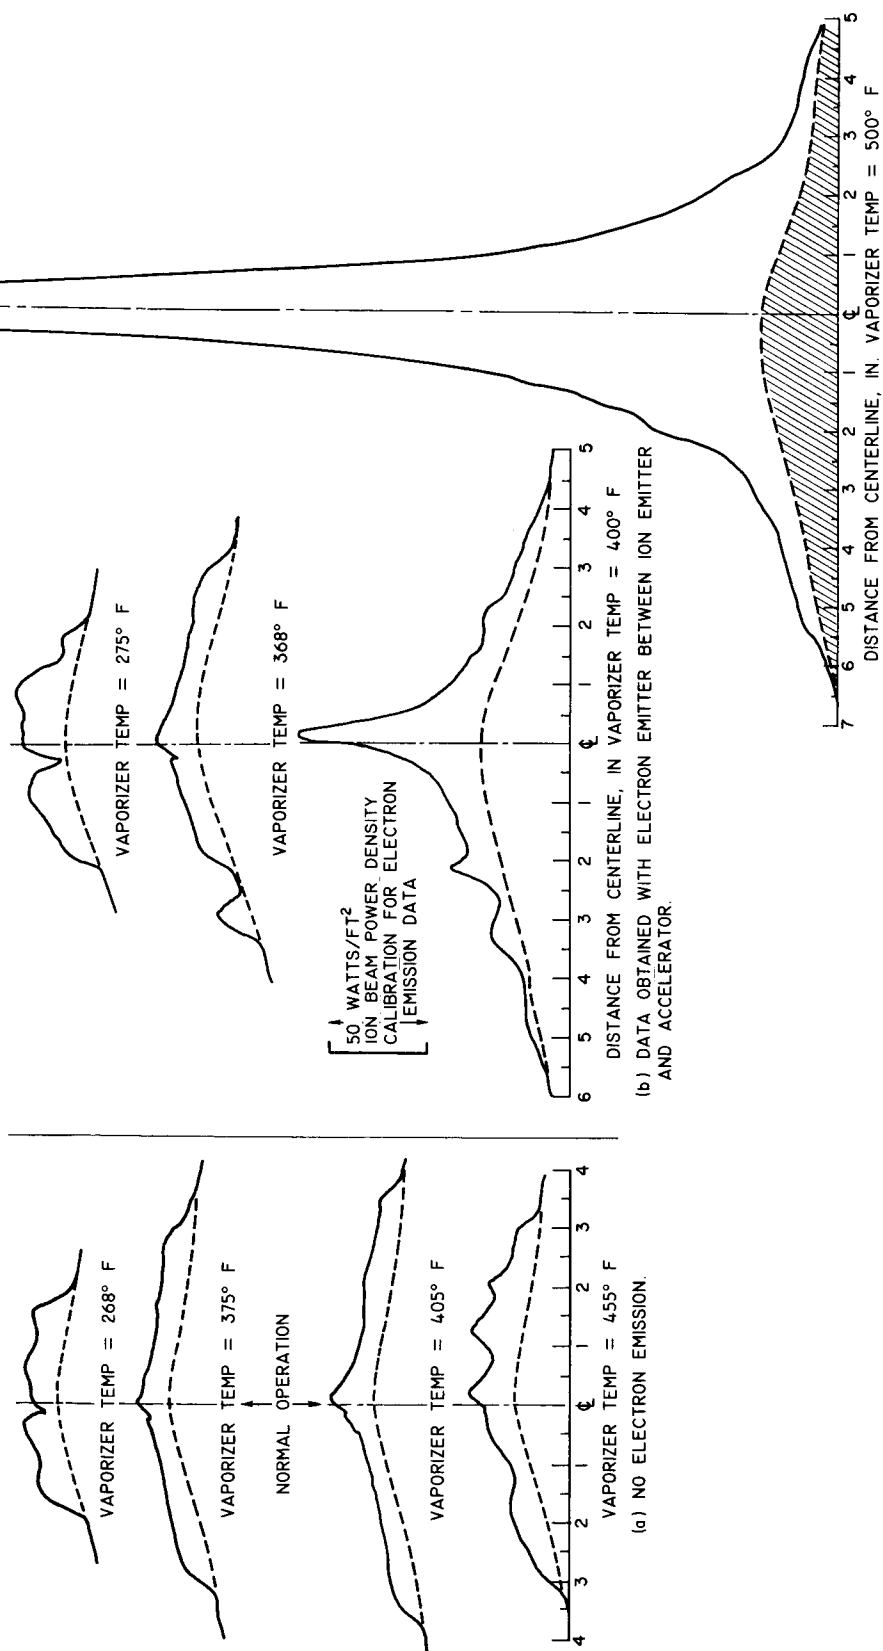 VAPORIZER TEMP = 268° F
VAPORIZER TEMP = 375° F
NORMAL OPERATION
VAPORIZER TEMP = 405° F
4 3 2 1 ℄ 1 2 3 4
VAPORIZER TEMP = 455° F
(a) NO ELECTRON EMISSION.
VAPORIZER TEMP = 275° F
VAPORIZER TEMP = 368° F
50 WATTS/FT²
ION BEAM POWER DENSITY
CALIBRATION FOR ELECTRON
EMISSION DATA
6 5 4 3 2 1 ℄ 1 2 3 4 5
DISTANCE FROM CENTERLINE, IN VAPORIZER TEMP = 400° F
(b) DATA OBTAINED WITH ELECTRON EMITTER BETWEEN ION EMITTER
AND ACCELERATOR.
7 6 5 4 3 2 1 ℄ 1 2 3 4 5
DISTANCE FROM CENTERLINE, IN. VAPORIZER TEMP = 500° F